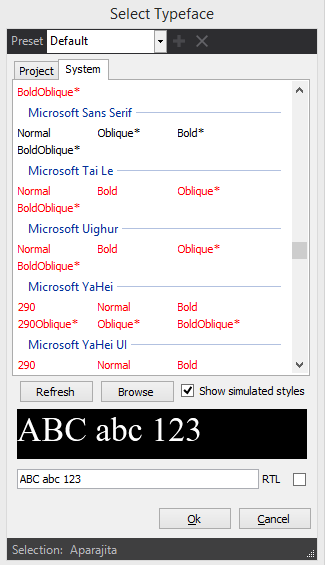 Select Typeface
Preset Default
Project System
BoldOblique*
Microsoft Sans Serif
Normal Oblique* Bold*
BoldOblique*
Microsoft Tai Le
Normal Bold Oblique*
BoldOblique*
Microsoft Uighur
Normal Bold Oblique*
BoldOblique*
Microsoft YaHei
290 Normal Bold
290Oblique* Oblique* BoldOblique*
Microsoft YaHei UI
290 Normal Bold
Refresh Browse Show simulated styles
ABC abc 123
ABC abc 123 RTL
Ok Cancel
Selection: Aparajita